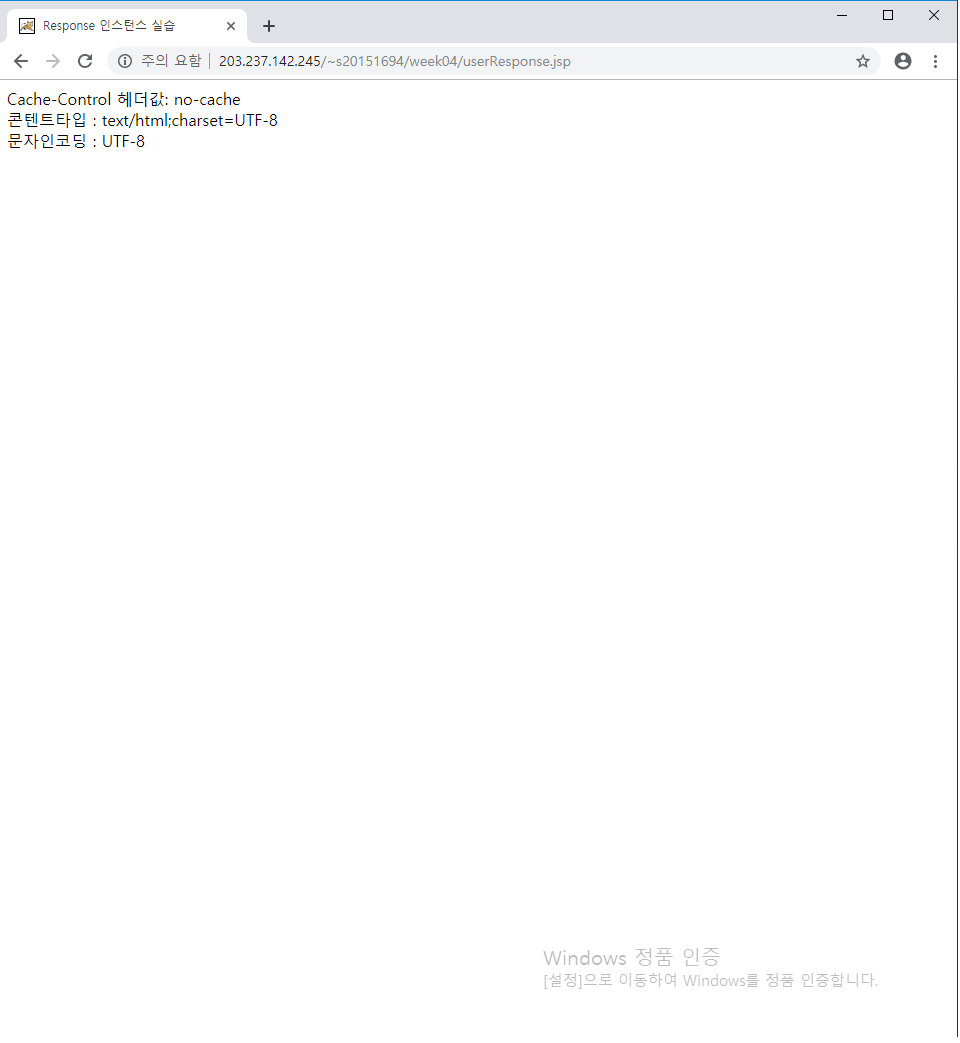 Response 인스턴스 실습
주의 요함 203.237.142.245/~s20151694/week04/userResponse.jsp
Cache-Control 헤더값: no-cache
콘텐트타입 : text/html;charset=UTF-8
문자인코딩 : UTF-8
Windows 정품 인증
[설정]으로 이동하여 Windows를 정품 인증합니다.